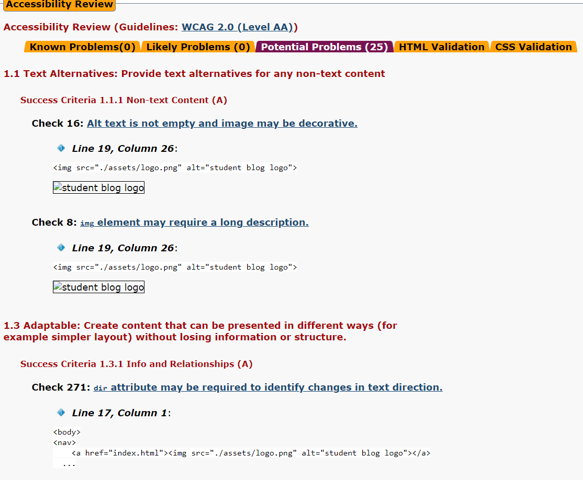 Accessibility Review
Accessibility Review (Guidelines: WCAG 2.0 (Level AA))
Known Problems(0) Likely Problems (0) Potential Problems (25) HTML Validation CSS Validation
1.1 Text Alternatives: Provide text alternatives for any non-text content
Success Criteria 1.1.1 Non-text Content (A)
Check 16: Alt text is not empty and image may be decorative.
Line 19, Column 26:
<img src="./assets/logo.png" alt="student blog logo">
student blog logo
Check 8: img element may require a long description.
Line 19, Column 26:
<img src="./assets/logo.png" alt="student blog logo">
student blog logo
1.3 Adaptable: Create content that can be presented in different ways (for
example simpler layout) without losing information or structure.
Success Criteria 1.3.1 Info and Relationships (A)
Check 271: dir attribute may be required to identify changes in text direction.
Line 17, Column 1:
<body>
<nav>
<a href="index.html"><img src="./assets/logo.png" alt="student blog logo"></a>
...